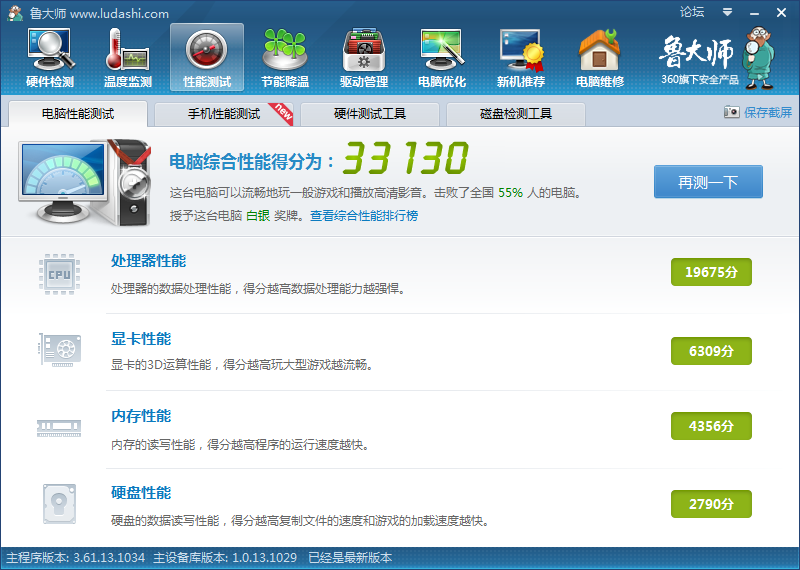 鲁大师 www.ludashi.com
论坛
硬件检测 温度监测 性能测试 节能降温 驱动管理 电脑优化 新机推荐 电脑维修
鲁大师
360旗下安全产品
电脑性能测试 手机性能测试 new 硬件测试工具 磁盘检测工具 保存截屏
电脑综合性能得分为：33130
这台电脑可以流畅地玩一般游戏和播放高清影音。击败了全国 55% 人的电脑。
授予这台电脑 白银 奖牌。查看综合性能排行榜
再测一下
CPU
处理器性能
处理器的数据处理性能，得分越高数据处理能力越强悍。
19675分
显卡性能
显卡的3D运算性能，得分越高玩大型游戏越流畅。
6309分
内存性能
内存的读写性能，得分越高程序的运行速度越快。
4356分
硬盘性能
硬盘的数据读写性能，得分越高复制文件的速度和游戏的加载速度越快。
2790分
主程序版本: 3.61.13.1034 主设备库版本: 1.0.13.1029 已经是最新版本